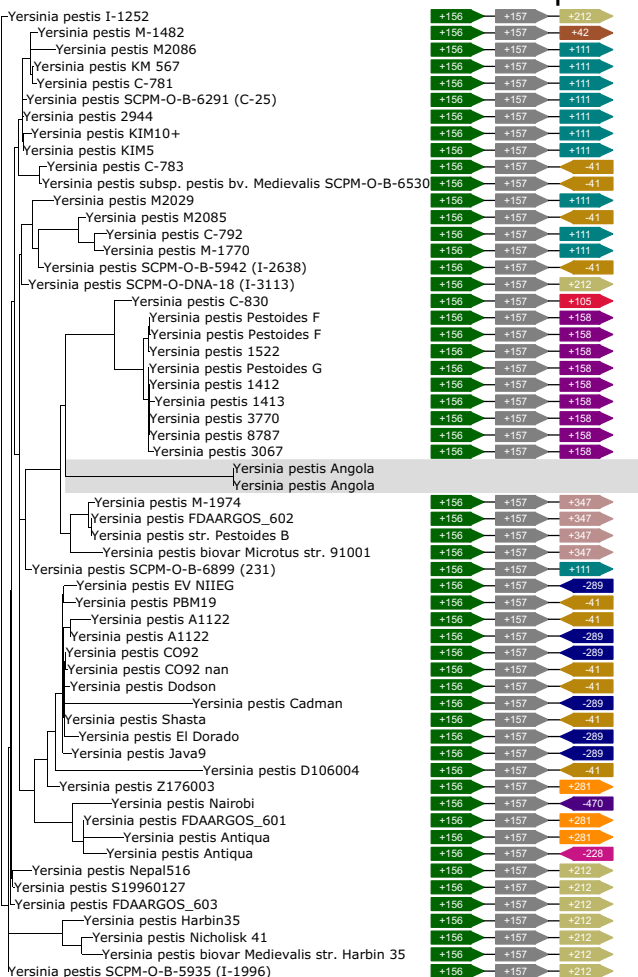 Yersinia pestis I-1252 +156 +157 +212
Yersinia pestis M-1482 +156 +157 +42
Yersinia pestis M2086 +156 +157 +111
Yersinia pestis KM 567 +156 +157 +111
Yersinia pestis C-781 +156 +157 +111
Yersinia pestis SCPM-O-B-6291 (C-25) +156 +157 +111
Yersinia pestis 2944 +156 +157 +111
Yersinia pestis KIM10+ +156 +157 +111
Yersinia pestis KIM5 +156 +157 +111
Yersinia pestis C-783 +156 +157 -41
Yersinia pestis subsp. pestis bv. Medievalis SCPM-O-B-6530 +156 +157 -41
Yersinia pestis M2029 +156 +157 +111
Yersinia pestis M2085 +156 +157 -41
Yersinia pestis C-792 +156 +157 +111
Yersinia pestis M-1770 +156 +157 +111
Yersinia pestis SCPM-O-B-5942 (I-2638) +156 +157 -41
Yersinia pestis SCPM-O-DNA-18 (I-3113) +156 +157 +212
Yersinia pestis C-830 +156 +157 +105
Yersinia pestis Pestoides F +156 +157 +158
Yersinia pestis Pestoides F +156 +157 +158
Yersinia pestis 1522 +156 +157 +158
Yersinia pestis Pestoides G +156 +157 +158
Yersinia pestis 1412 +156 +157 +158
Yersinia pestis 1413 +156 +157 +158
Yersinia pestis 3770 +156 +157 +158
Yersinia pestis 8787 +156 +157 +158
Yersinia pestis 3067 +156 +157 +158
Yersinia pestis Angola
Yersinia pestis Angola
Yersinia pestis M-1974 +156 +157 +347
Yersinia pestis FDAARGOS_602 +156 +157 +347
Yersinia pestis str. Pestoides B +156 +157 +347
Yersinia pestis biovar Microtus str. 91001 +156 +157 +347
Yersinia pestis SCPM-O-B-6899 (231) +156 +157 +111
Yersinia pestis EV NIIEG +156 +157 -289
Yersinia pestis PBM19 +156 +157 -41
Yersinia pestis A1122 +156 +157 -41
Yersinia pestis A1122 +156 +157 -289
Yersinia pestis CO92 +156 +157 -289
Yersinia pestis CO92 nan +156 +157 -41
Yersinia pestis Dodson +156 +157 -41
Yersinia pestis Cadman +156 +157 -289
Yersinia pestis Shasta +156 +157 -41
Yersinia pestis El Dorado +156 +157 -289
Yersinia pestis Java9 +156 +157 -289
Yersinia pestis D106004 +156 +157 -41
Yersinia pestis Z176003 +156 +157 +281
Yersinia pestis Nairobi +156 +157 -470
Yersinia pestis FDAARGOS_601 +156 +157 +281
Yersinia pestis Antiqua +156 +157 +281
Yersinia pestis Antiqua +156 +157 -228
Yersinia pestis Nepal516 +156 +157 +212
Yersinia pestis S19960127 +156 +157 +212
Yersinia pestis FDAARGOS_603 +156 +157 +212
Yersinia pestis Harbin35 +156 +157 +212
Yersinia pestis Nicholisk 41 +156 +157 +212
Yersinia pestis biovar Medievalis str. Harbin 35 +156 +157 +212
Yersinia pestis SCPM-O-B-5935 (I-1996) +156 +157 +212